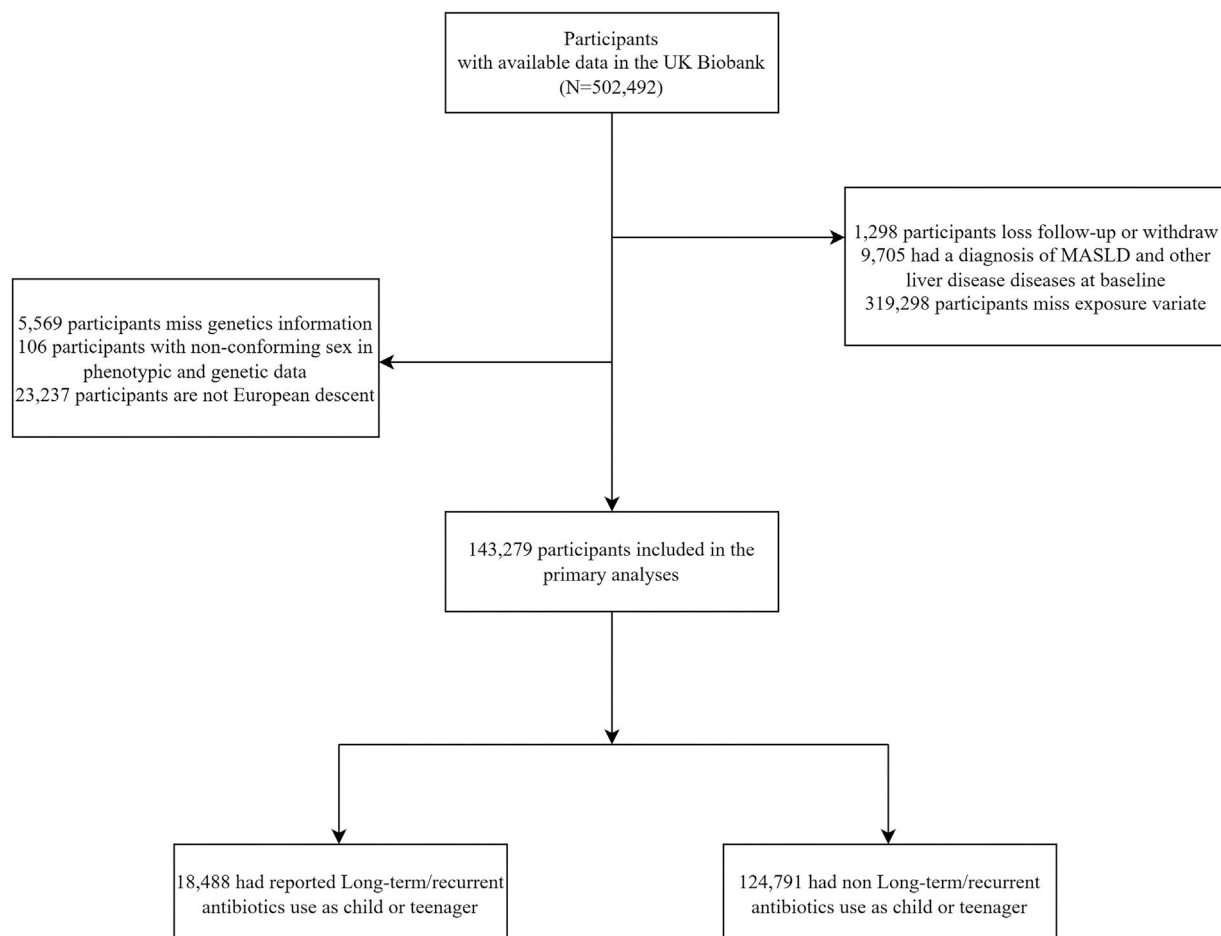 Participants
with available data in the UK Biobank
(N=502,492)
1,298 participants loss follow-up or withdraw
9,705 had a diagnosis of MASLD and other
liver disease diseases at baseline
319,298 participants miss exposure variate
5,569 participants miss genetics information
106 participants with non-conforming sex in
phenotypic and genetic data
23,237 participants are not European descent
143,279 participants included in the
primary analyses
18,488 had reported Long-term/recurrent
antibiotics use as child or teenager
124,791 had non Long-term/recurrent
antibiotics use as child or teenager